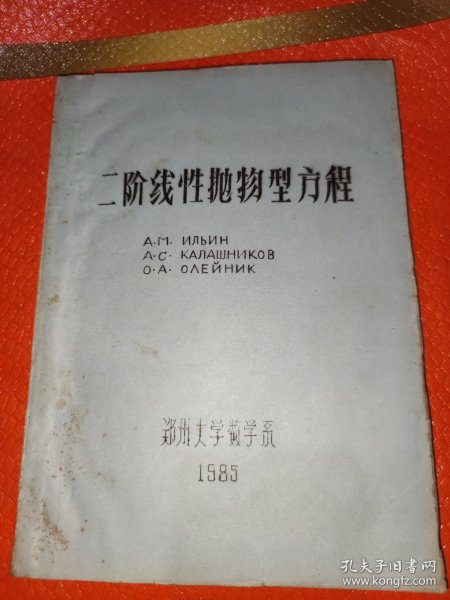 二阶线性抛物型方程
А.М. ИЛЬИН
А.С. КАЛАШНИКОВ
О.А. ОЛЕЙНИК
郑州大学数学系
1985
孔夫子旧书网
www.kongfz.com